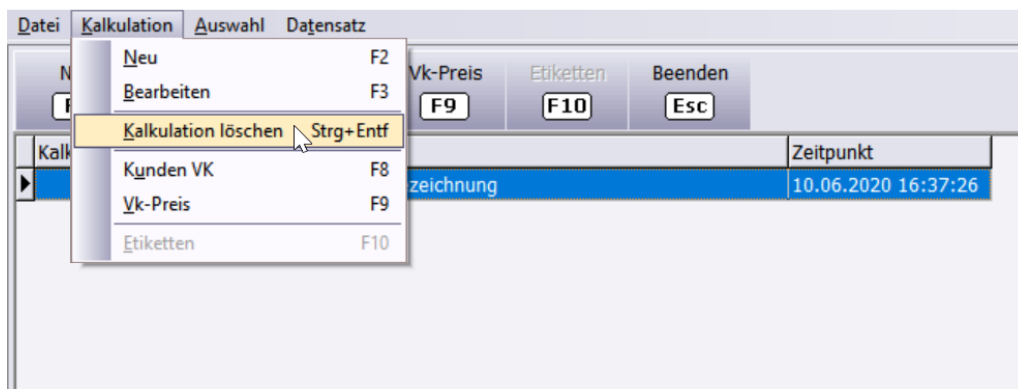 Datei Kalkulation Auswahl Datensatz
Neu F2
Bearbeiten F3
Kalkulation löschen Strg+Entf
Kunden VK F8
Vk-Preis F9
Etiketten F10
Vk-Preis Etiketten Beenden
F9 F10 Esc
Zeitpunkt
10.06.2020 16:37:26